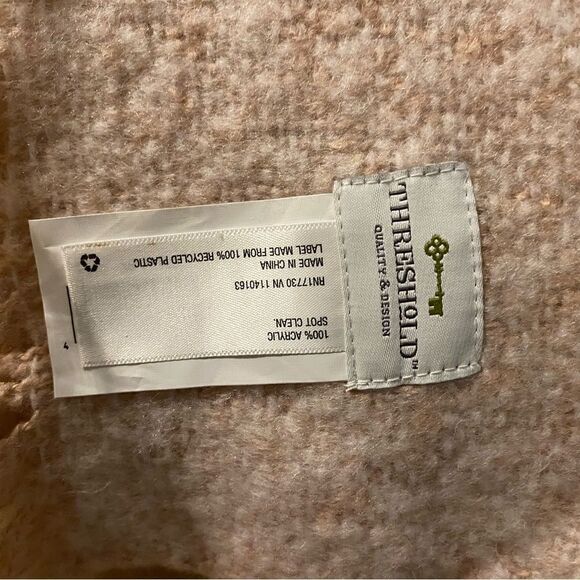 THRESHOLD™
QUALITY & DESIGN
100% ACRYLIC
SPOT CLEAN.
RN17730 VN 1140163
MADE IN CHINA
LABEL MADE FROM 100% RECYCLED PLASTIC
4